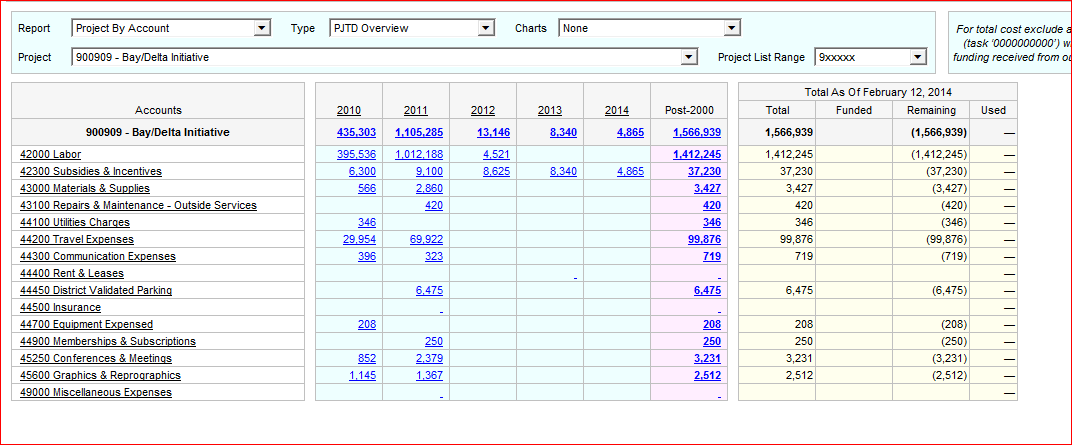 Report Project By Account Type PJTD Overview Charts None
Project 900909 - Bay/Delta Initiative Project List Range 9xxxxx
For total cost exclude a
(task '0000000000') w
funding received from ou
Total As Of February 12, 2014
Accounts 2010 2011 2012 2013 2014 Post-2000 Total Funded Remaining Used
900909 - Bay/Delta Initiative 435,303 1,105,285 13,146 8,340 4,865 1,566,939 1,566,939 (1,566,939) —
42000 Labor 395,536 1,012,188 4,521 1,412,245 1,412,245 (1,412,245) —
42300 Subsidies & Incentives 6,300 9,100 8,625 8,340 4,865 37,230 37,230 (37,230) —
43000 Materials & Supplies 566 2,860 3,427 3,427 (3,427) —
43100 Repairs & Maintenance - Outside Services 420 420 420 (420) —
44100 Utilities Charges 346 346 346 (346) —
44200 Travel Expenses 29,954 69,922 99,876 99,876 (99,876) —
44300 Communication Expenses 396 323 719 719 (719) —
44400 Rent & Leases - - —
44450 District Validated Parking 6,475 6,475 6,475 (6,475) —
44500 Insurance - - —
44700 Equipment Expensed 208 208 208 (208) —
44900 Memberships & Subscriptions 250 250 250 (250) —
45250 Conferences & Meetings 852 2,379 3,231 3,231 (3,231) —
45600 Graphics & Reprographics 1,145 1,367 2,512 2,512 (2,512) —
49000 Miscellaneous Expenses - - —